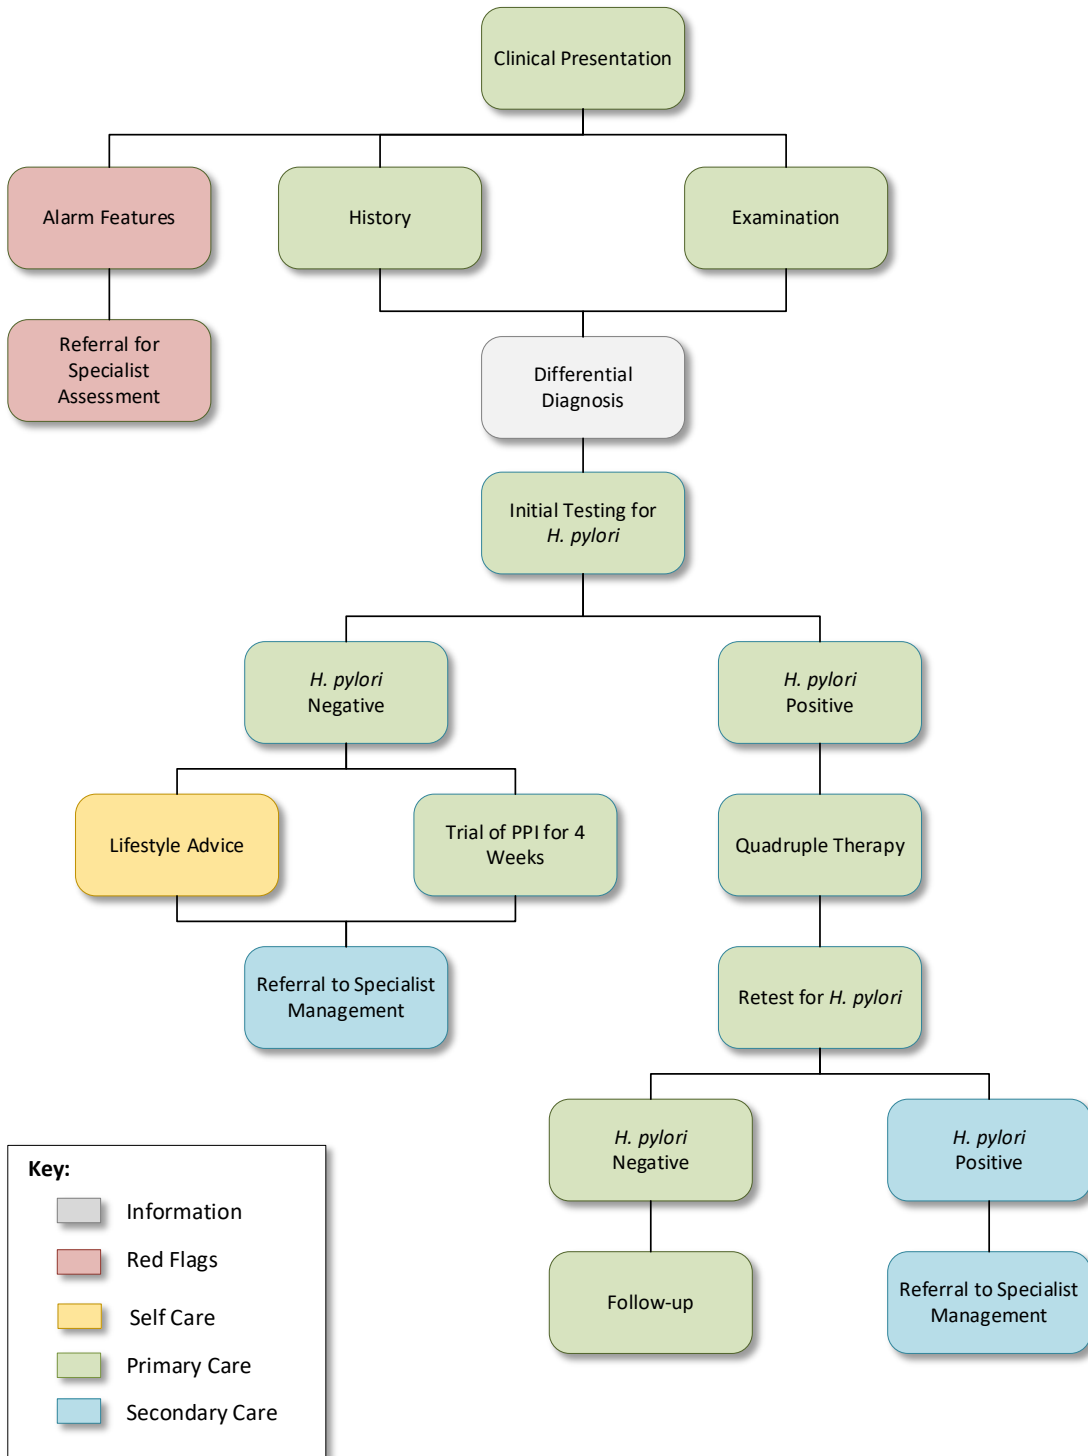 Clinical Presentation
Alarm Features
History
Examination
Referral for
Specialist
Assessment
Differential
Diagnosis
Initial Testing for
H. pylori
H. pylori
Negative
H. pylori
Positive
Lifestyle Advice
Trial of PPI for 4
Weeks
Quadruple Therapy
Referral to Specialist
Management
Retest for H. pylori
H. pylori
Negative
H. pylori
Positive
Follow-up
Referral to Specialist
Management
Key:
Information
Red Flags
Self Care
Primary Care
Secondary Care